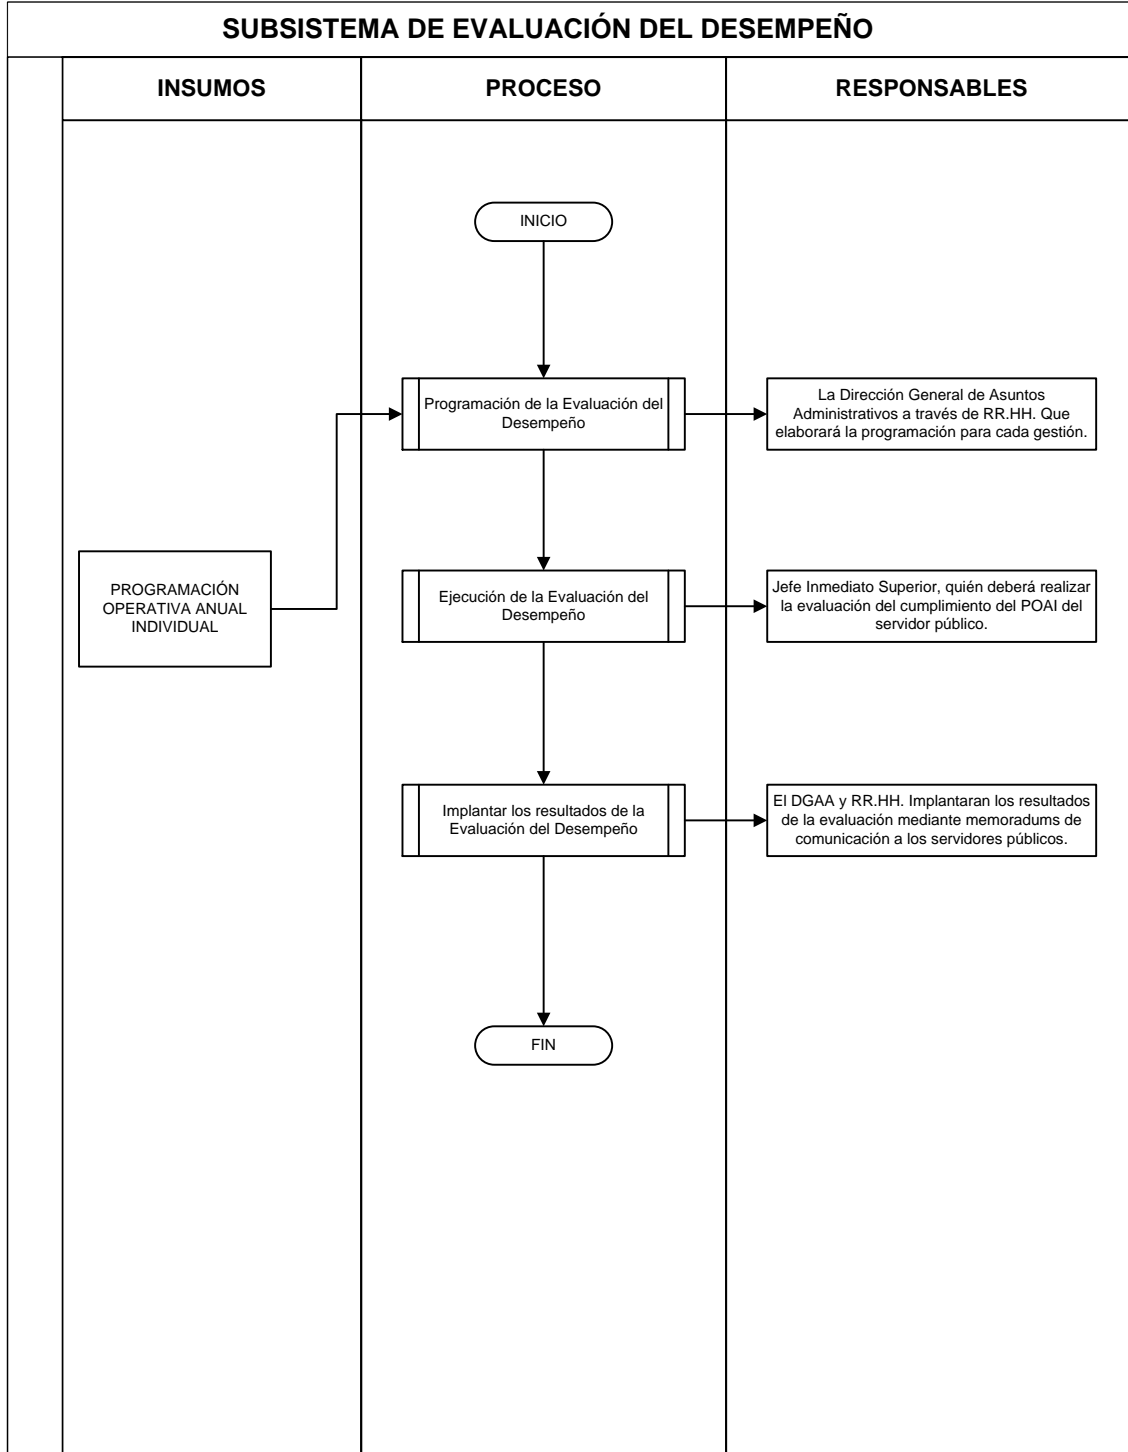 SUBSISTEMA DE EVALUACIÓN DEL DESEMPEÑO
INSUMOS
PROCESO
RESPONSABLES
INICIO
Programación de la Evaluación del
Desempeño
La Dirección General de Asuntos
Administrativos a través de RR.HH. Que
elaborará la programación para cada gestión.
PROGRAMACIÓN
OPERATIVA ANUAL
INDIVIDUAL
Ejecución de la Evaluación del
Desempeño
Jefe Inmediato Superior, quién deberá realizar
la evaluación del cumplimiento del POAI del
servidor público.
Implantar los resultados de la
Evaluación del Desempeño
El DGAA y RR.HH. Implantaran los resultados
de la evaluación mediante memoradums de
comunicación a los servidores públicos.
FIN